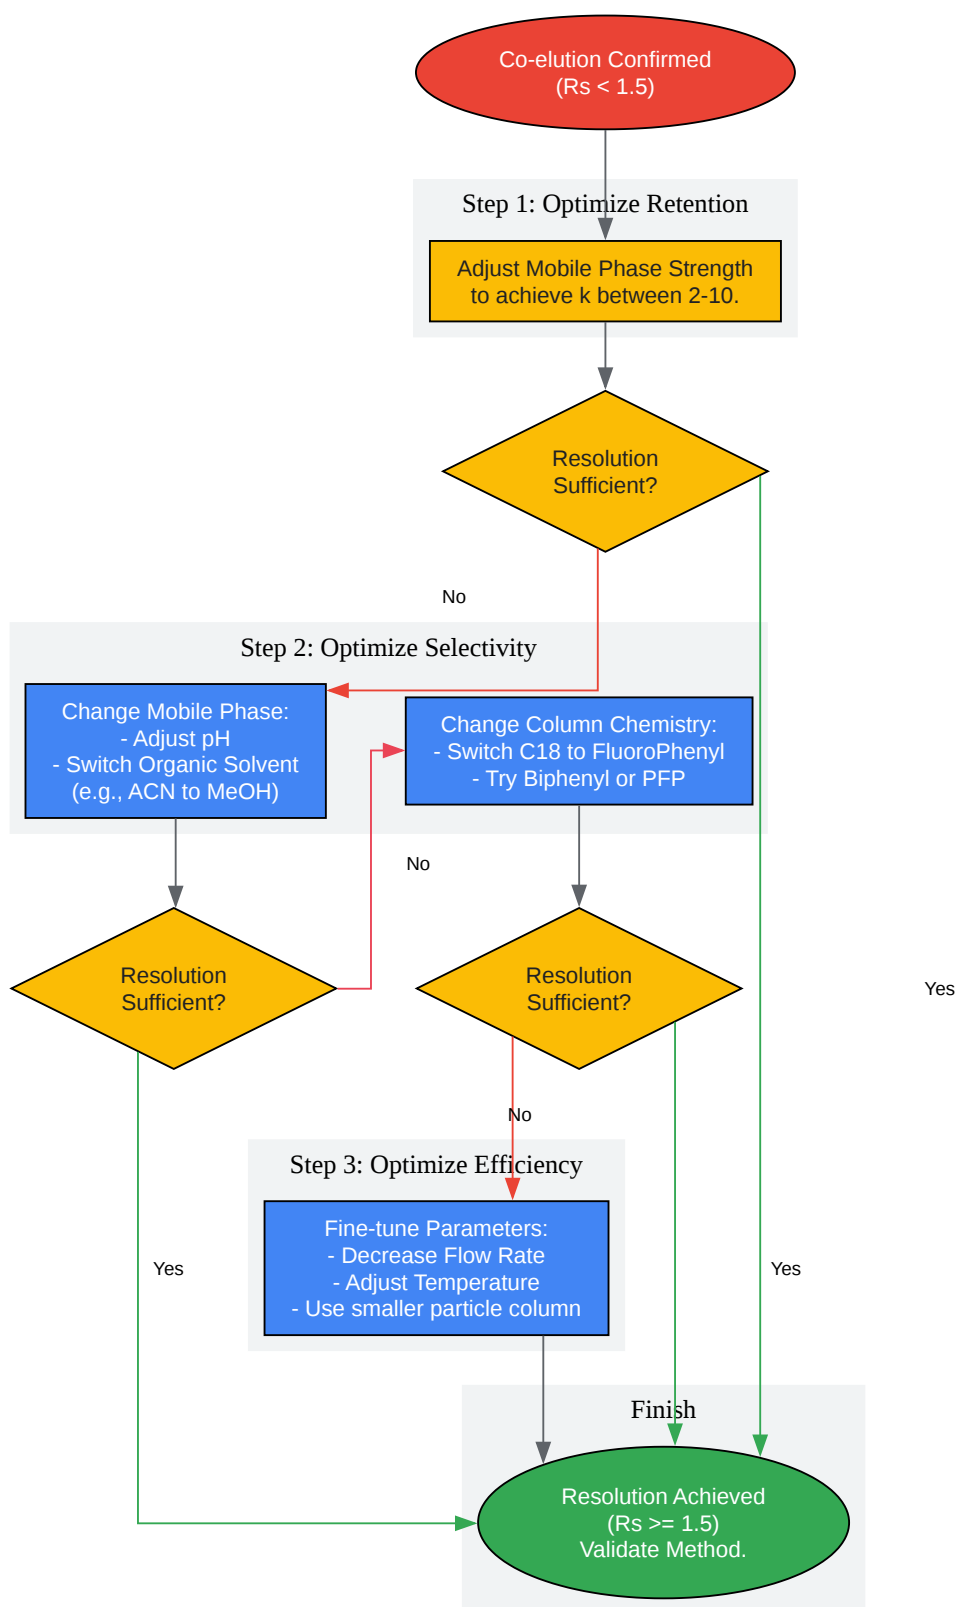 Co-elution Confirmed
(Rs < 1.5)
Step 1: Optimize Retention
Adjust Mobile Phase Strength
to achieve k between 2-10.
Resolution
Sufficient?
No
Step 2: Optimize Selectivity
Change Mobile Phase:
- Adjust pH
- Switch Organic Solvent
(e.g., ACN to MeOH)
Change Column Chemistry:
- Switch C18 to FluoroPhenyl
- Try Biphenyl or PFP
No
Resolution
Sufficient?
Resolution
Sufficient?
Yes
No
Step 3: Optimize Efficiency
Fine-tune Parameters:
- Decrease Flow Rate
- Adjust Temperature
- Use smaller particle column
Yes
Yes
Finish
Resolution Achieved
(Rs >= 1.5)
Validate Method.